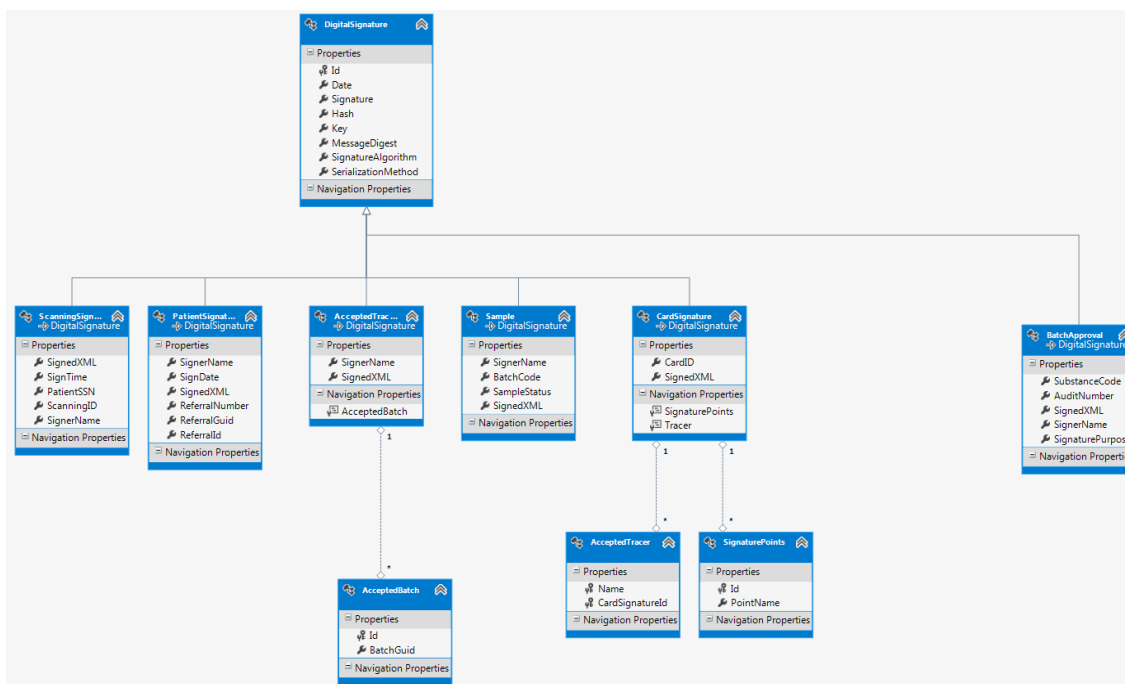 DigitalSignature
Properties
Id
Date
Signature
Hash
Key
MessageDigest
SignatureAlgorithm
SerializationMethod
Navigation Properties
ScanningSign...
DigitalSignature
Properties
SignedXML
SignTime
PatientSSN
ScanningID
SignerName
Navigation Properties
PatientSignat...
DigitalSignature
Properties
SignerName
SignDate
SignedXML
ReferralNumber
ReferralGuid
ReferralId
Navigation Properties
AcceptedTrac...
DigitalSignature
Properties
SignerName
SignedXML
Navigation Properties
AcceptedBatch
Sample
DigitalSignature
Properties
SignerName
BatchCode
SampleStatus
SignedXML
Navigation Properties
CardSignature
DigitalSignature
Properties
CardID
SignedXML
Navigation Properties
SignaturePoints
Tracer
BatchApproval
DigitalSignature
Properties
SubstanceCode
AuditNumber
SignedXML
SignerName
SignaturePurpos
Navigation Properti
1
*
1
*
1
*
AcceptedBatch
Properties
Id
BatchGuid
Navigation Properties
AcceptedTracer
Properties
Name
CardSignatureId
Navigation Properties
SignaturePoints
Properties
Id
PointName
Navigation Properties